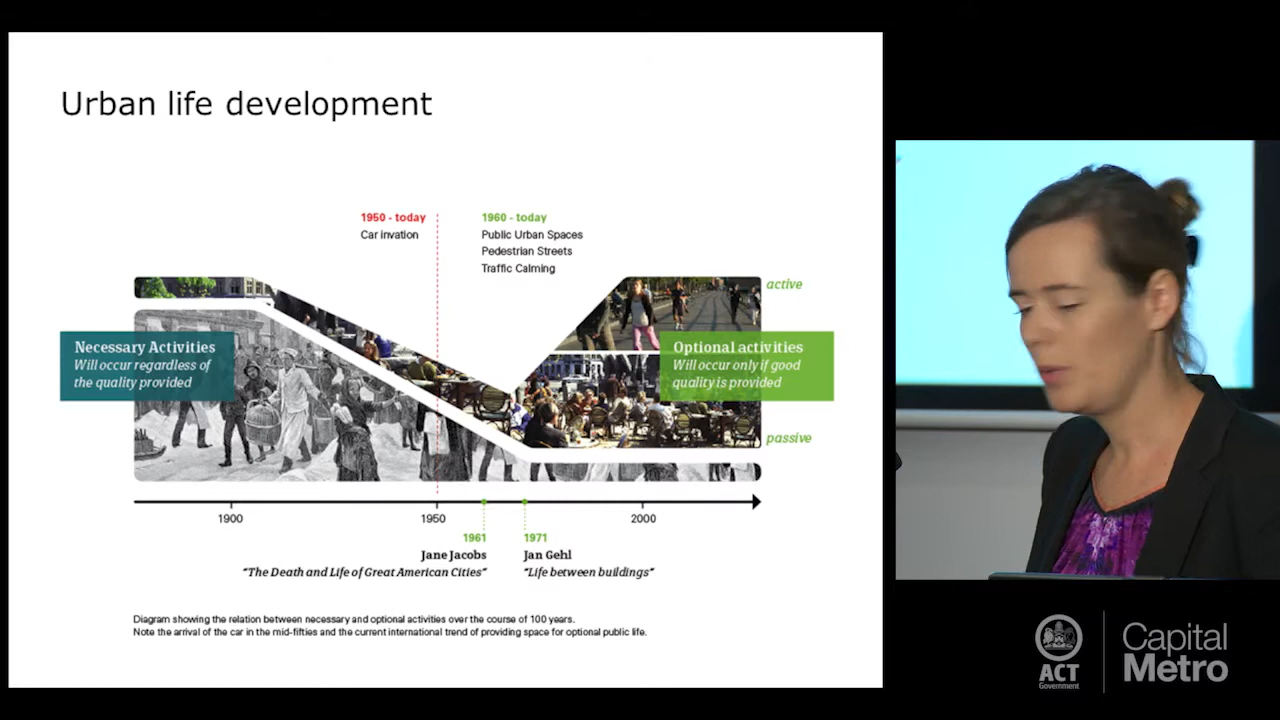 Urban life development
1950 - today
Car invation
1960 - today
Public Urban Spaces
Pedestrian Streets
Traffic Calming
active
Necessary Activities
Will occur regardless of
the quality provided
Optional activities
Will occur only if good
quality is provided
passive
1900
1950
2000
1961
Jane Jacobs
"The Death and Life of Great American Cities"
1971
Jan Gehl
"Life between buildings"
Diagram showing the relation between necessary and optional activities over the course of 100 years.
Note the arrival of the car in the mid-fifties and the current international trend of providing space for optional public life.
ACT
Government
Capital
Metro